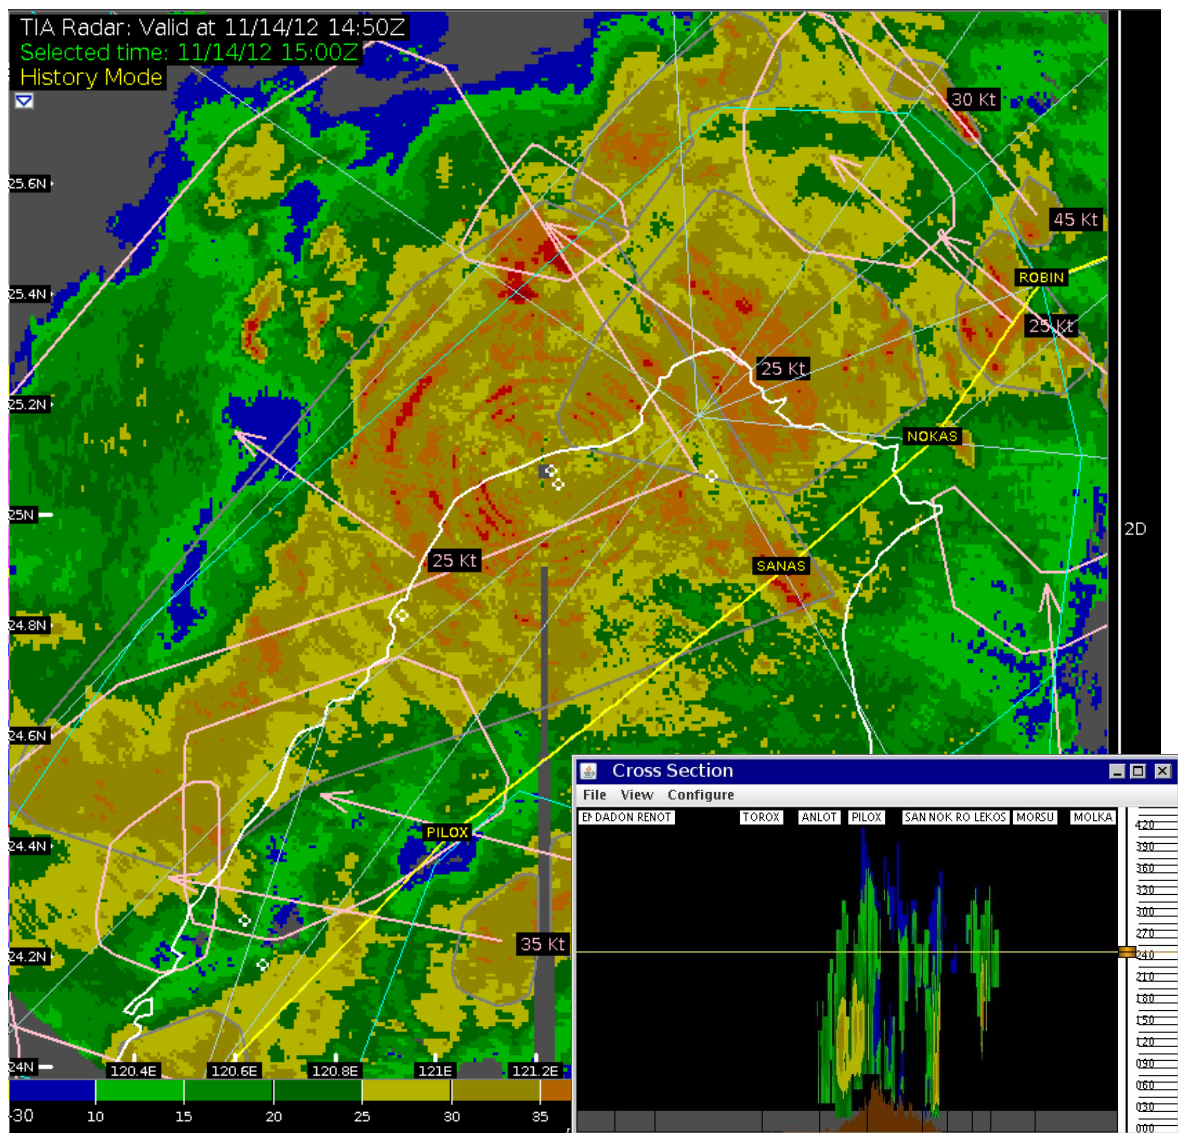 TIA Radar: Valid at 11/14/12 14:50Z
Selected time: 11/14/12 15:00Z
History Mode
30 Kt
25.6N
45 Kt
ROBIN
25.4N
25 Kt
25 Kt
25.2N
NOKAS
25N
2D
25 Kt
SANAS
24.8N
24.6N
Cross Section
File View Configure
DADON RENOT TOROX ANLOT PILOX SAN NOK RO LEKOS MORSU MOLKA
PILOX
24.4N
35 Kt
24.2N
24N
120.4E 120.6E 120.8E 121E 121.2E
-30 10 15 20 25 30 35
420
390
360
330
300
270
240
210
180
150
120
090
060
030
000